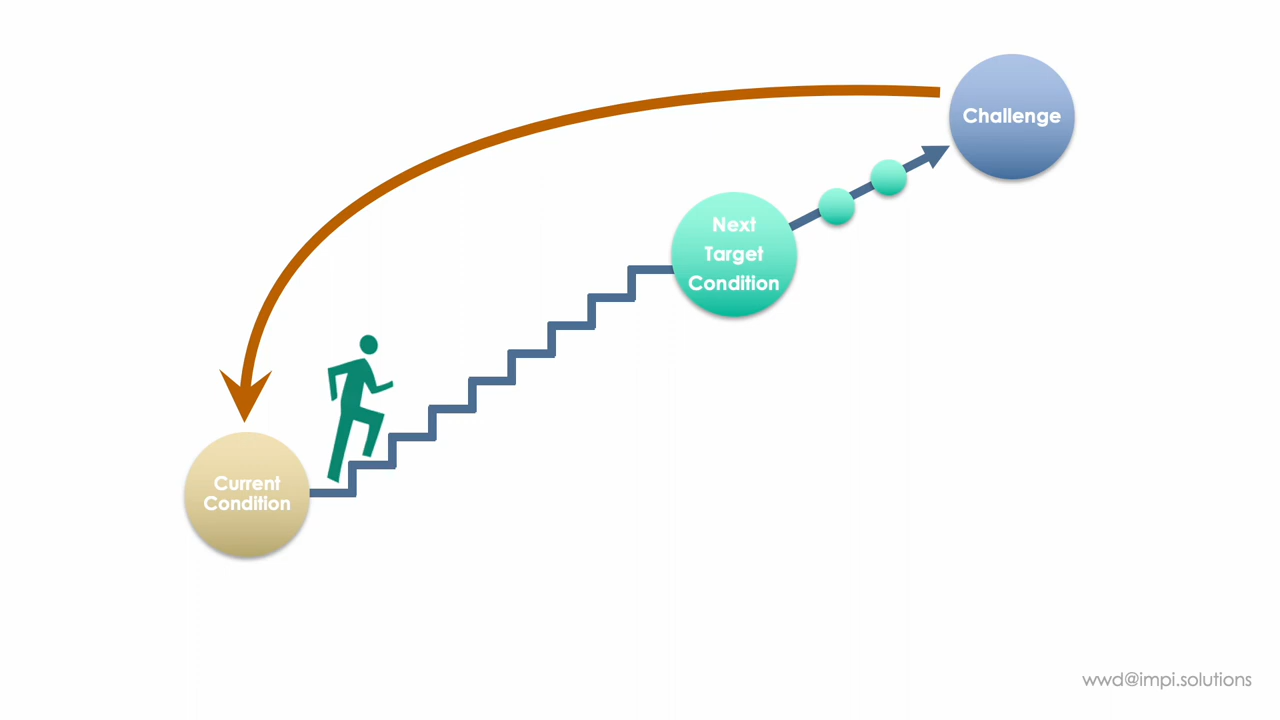 Challenge
Next
Target
Condition
Current
Condition
wwd@impi.solutions